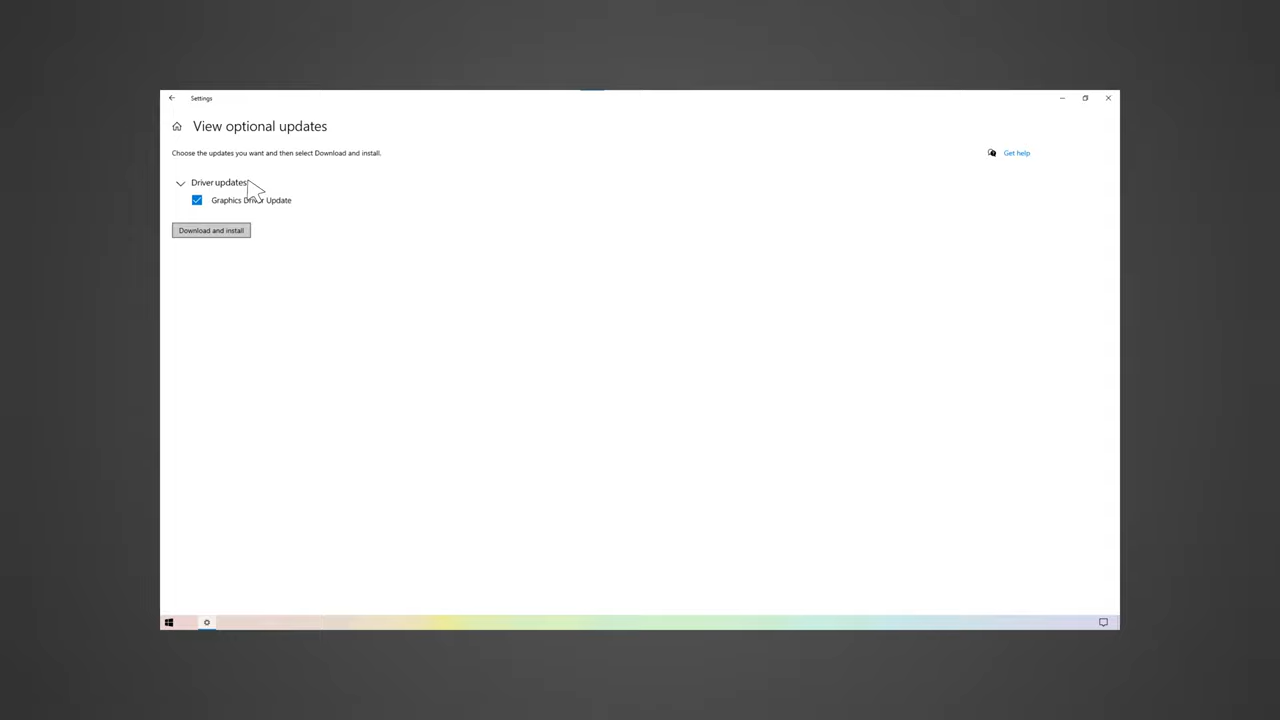 Settings
View optional updates
Choose the updates you want and then select Download and install.
Get help
Driver updates
Graphics Driver Update
Download and install